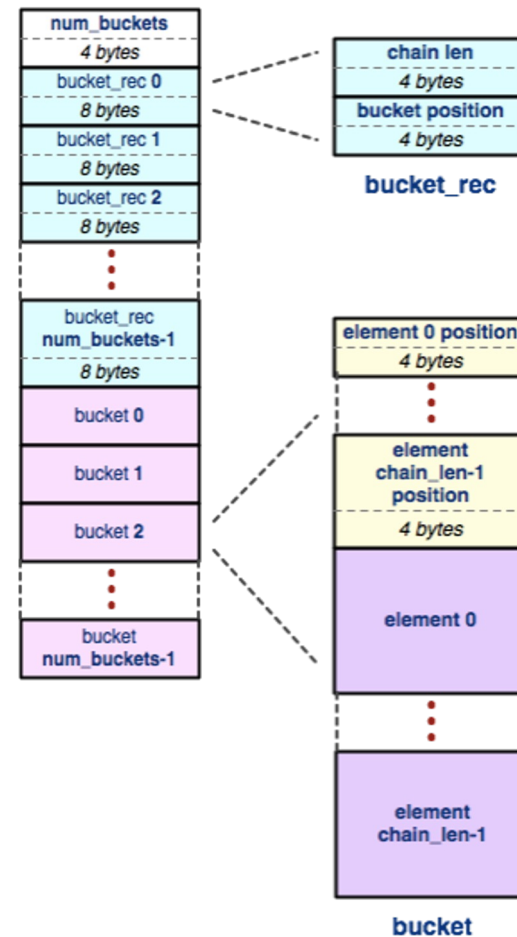 num_buckets
4 bytes
bucket_rec 0
8 bytes
bucket_rec 1
8 bytes
bucket_rec 2
8 bytes
bucket_rec
num_buckets-1
8 bytes
bucket 0
bucket 1
bucket 2
bucket
num_buckets-1
chain len
4 bytes
bucket position
4 bytes
bucket_rec
element 0 position
4 bytes
element
chain_len-1
position
4 bytes
element 0
element
chain_len-1
bucket